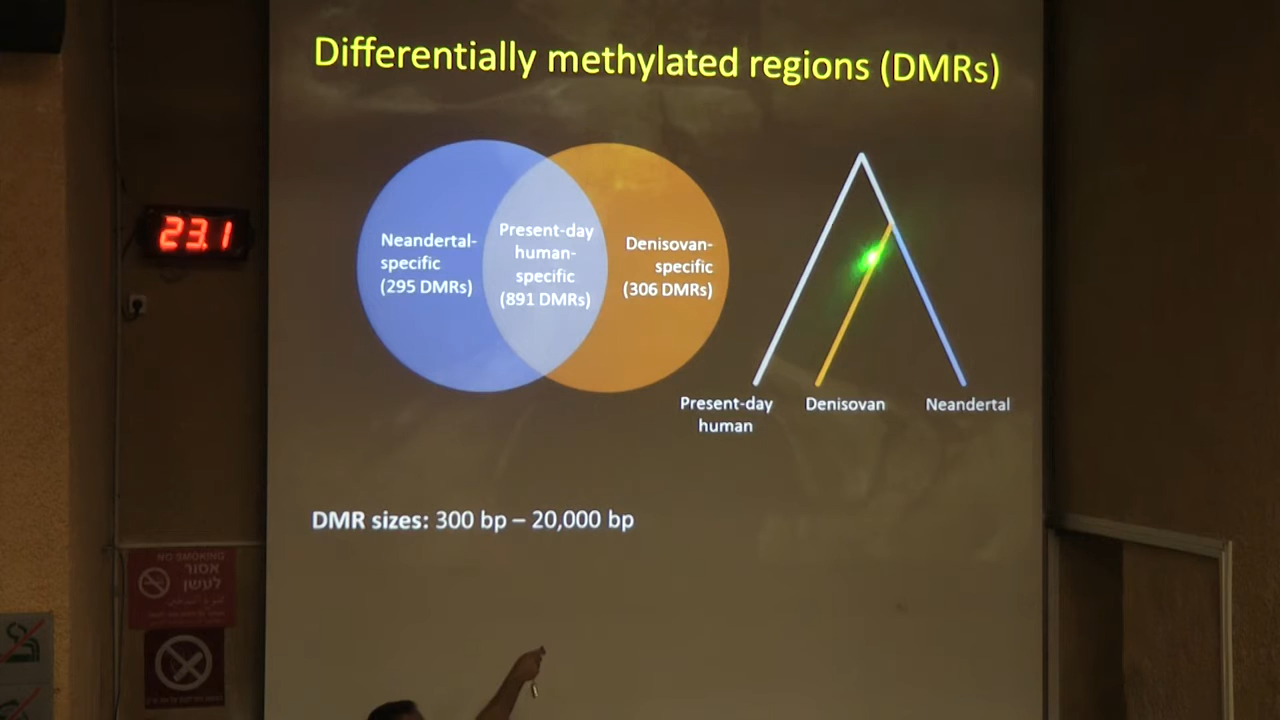 Differentially methylated regions (DMRs)
23.1
Neandertal-
specific
(295 DMRs)
Present-day
human-
specific
(891 DMRs)
Denisovan-
specific
(306 DMRs)
Present-day
human
Denisovan
Neandertal
DMR sizes: 300 bp – 20,000 bp
NO SMOKING
אסור
לעשן